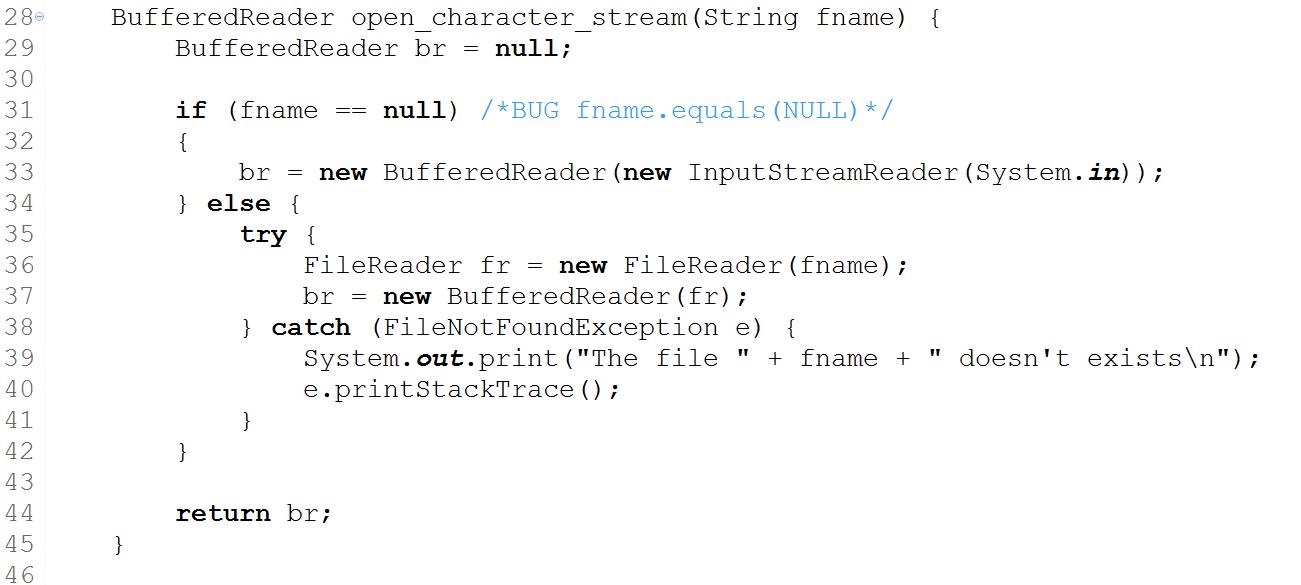 28 BufferedReader open_character_stream(String fname) {
29 BufferedReader br = null;
30
31 if (fname == null) /*BUG fname.equals(NULL)*/
32 {
33 br = new BufferedReader(new InputStreamReader(System.in));
34 } else {
35 try {
36 FileReader fr = new FileReader(fname);
37 br = new BufferedReader(fr);
38 } catch (FileNotFoundException e) {
39 System.out.print("The file " + fname + " doesn't exists\n");
40 e.printStackTrace();
41 }
42 }
43
44 return br;
45 }
46